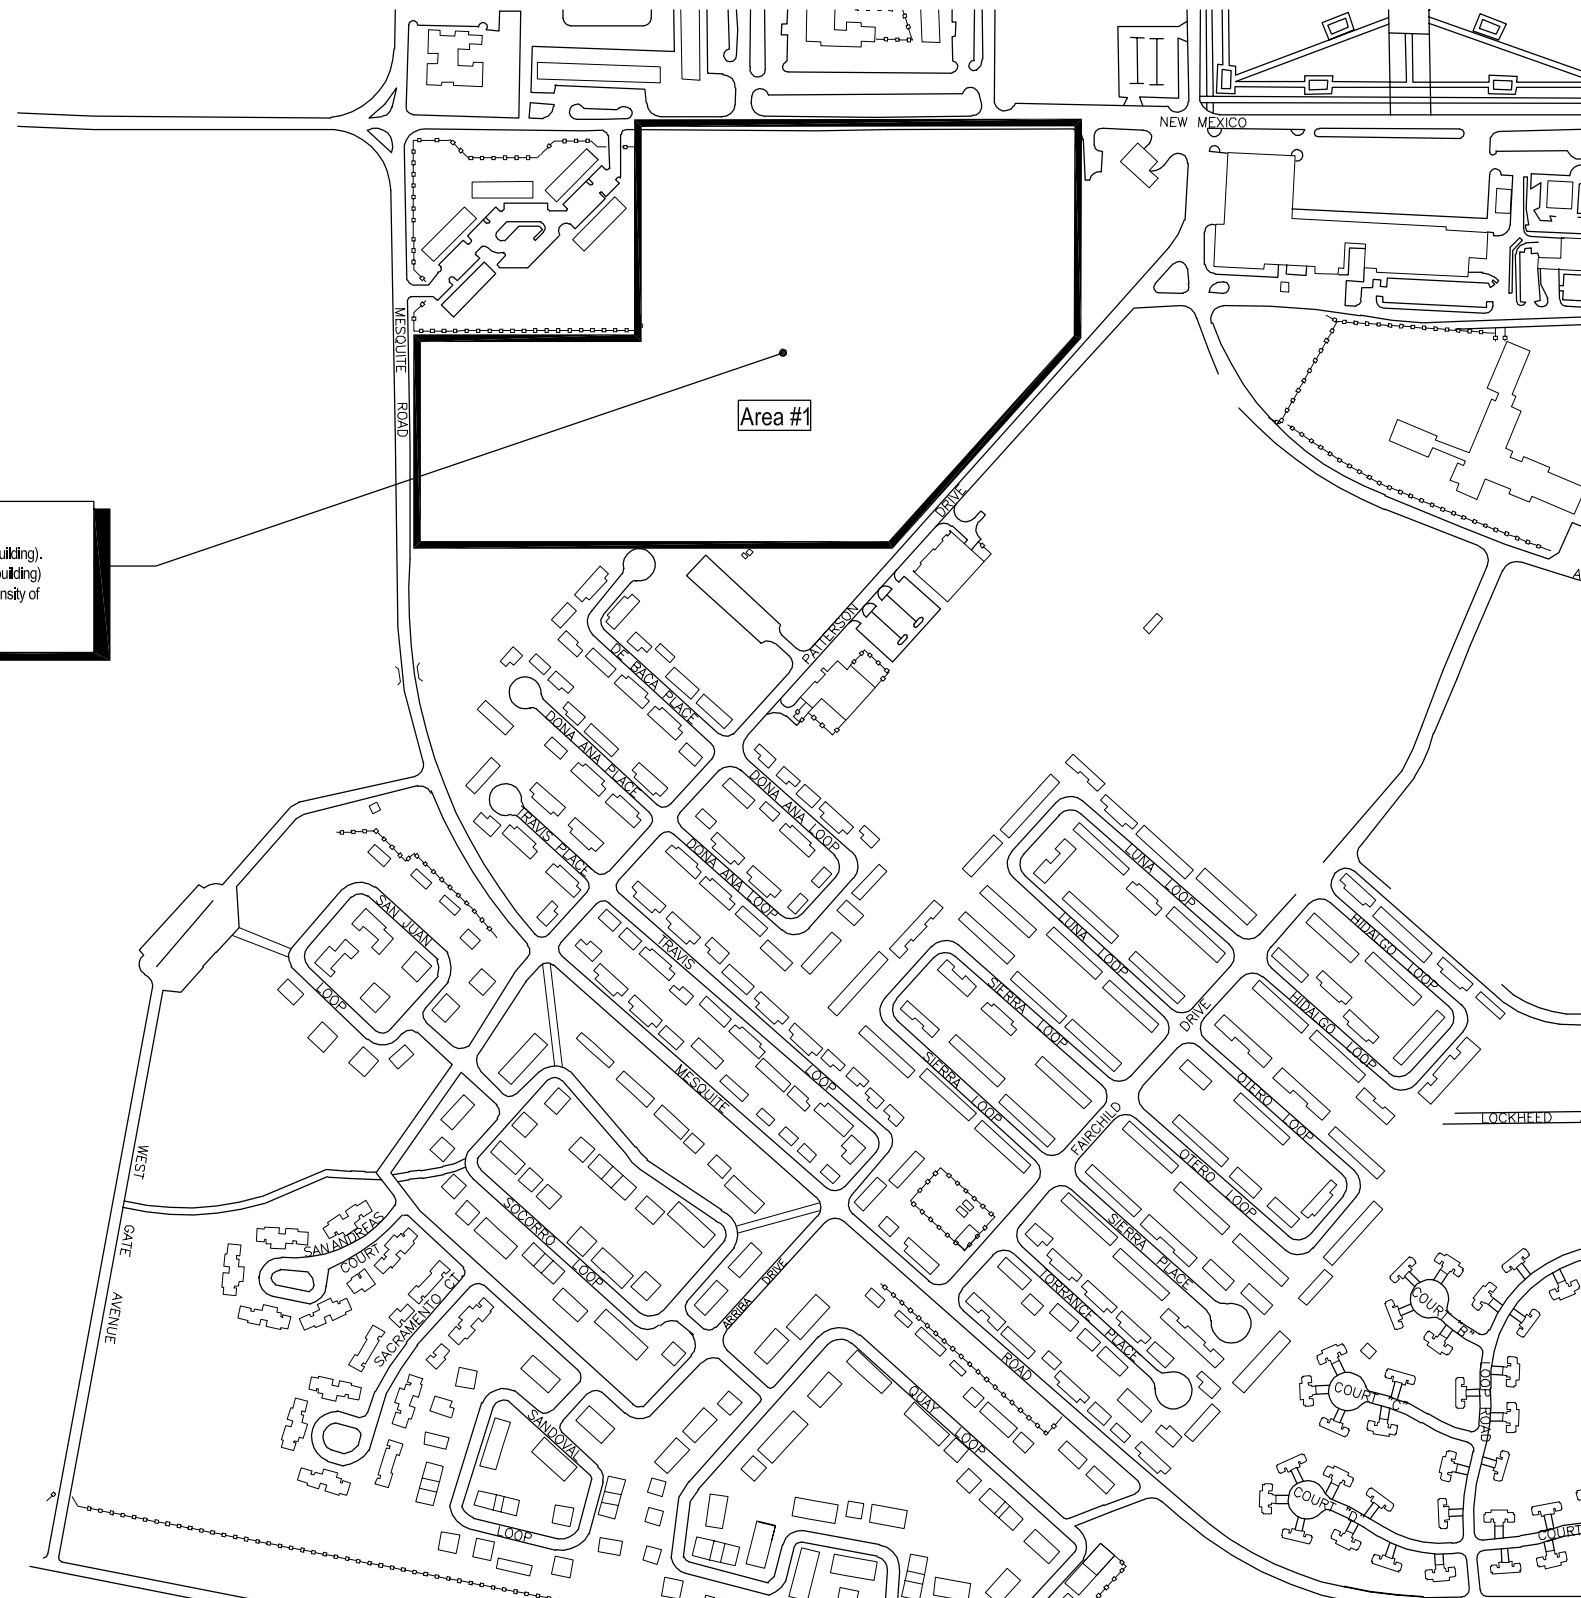 NEW MEXICO
MESQUITE ROAD
Area #1
uilding).
building)
nsity of
DRIVE
PATTERSON
DE BACA PLACE
DONA ANA PLACE
DONA ANA LOOP
TRAVIS PLACE
DONA ANA LOOP
LUNA LOOP
LUNA LOOP
SAN JUAN
LOOP
TRAVIS
LOOP
HIDALGO LOOP
HIDALGO LOOP
SIERRA LOOP
SIERRA LOOP
DRIVE
FAIRCHILD
MESQUITE
ROAD
OTERO LOOP
OTERO LOOP
LOCKHEED
WEST
GATE
AVENUE
SOCORRO
LOOP
SAN ANDREAS
COURT
SACRAMENTO CT
ARRIBA DRIVE
SIERRA PLACE
TORRANCE PLACE
QUAY LOOP
SANDOVAL
LOOP
COURT "B"
COURT "C"
COURT "D"
LOOP ROAD
COURT
A